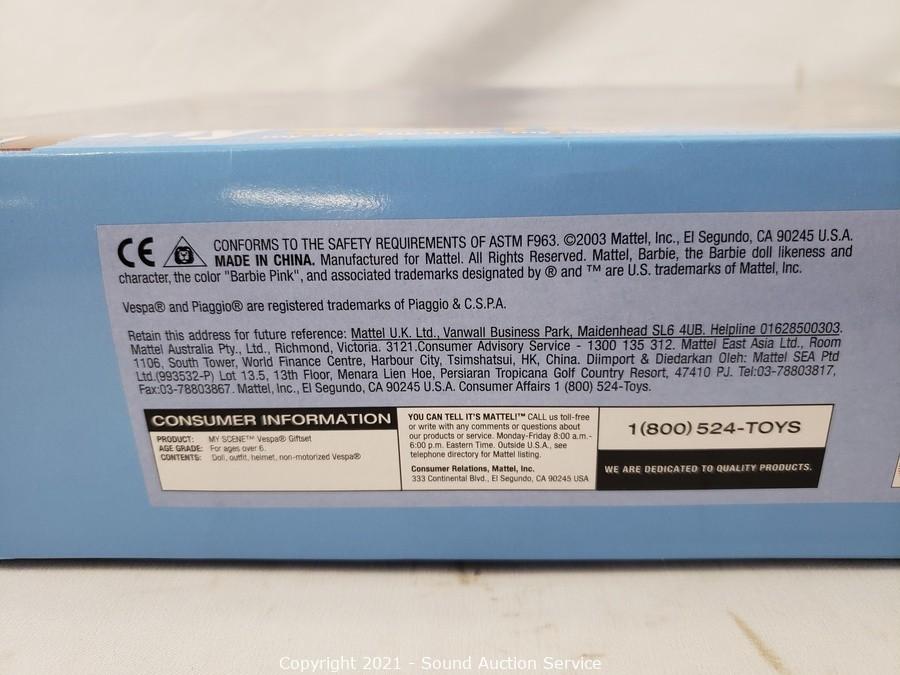 CE CONFORMS TO THE SAFETY REQUIREMENTS OF ASTM F963. ©2003 Mattel, Inc., El Segundo, CA 90245 U.S.A.
MADE IN CHINA. Manufactured for Mattel. All Rights Reserved. Mattel, Barbie, the Barbie doll likeness and
character, the color "Barbie Pink", and associated trademarks designated by ® and ™ are U.S. trademarks of Mattel, Inc.
Vespa® and Piaggio® are registered trademarks of Piaggio & C.S.P.A.
Retain this address for future reference: Mattel U.K. Ltd., Vanwall Business Park, Maidenhead SL6 4UB. Helpline 01628500303.
Mattel Australia Pty., Ltd., Richmond, Victoria. 3121.Consumer Advisory Service - 1300 135 312. Mattel East Asia Ltd., Room
1106, South Tower, World Finance Centre, Harbour City, Tsimshatsui, HK, China. Diimport & Diedarkan Oleh: Mattel SEA Ptd
Ltd.(993532-P) Lot 13.5, 13th Floor, Menara Lien Hoe, Persiaran Tropicana Golf Country Resort, 47410 PJ. Tel:03-78803817,
Fax:03-78803867. Mattel, Inc., El Segundo, CA 90245 U.S.A. Consumer Affairs 1 (800) 524-Toys.
CONSUMER INFORMATION
PRODUCT: MY SCENE™ Vespa® Giftset
AGE GRADE: For ages over 6.
CONTENTS: Doll, outfit, helmet, non-motorized Vespa®
YOU CAN TELL IT'S MATTEL!™ CALL us toll-free
or write with any comments or questions about
our products or service. Monday-Friday 8:00 a.m.-
6:00 p.m. Eastern Time. Outside U.S.A., see
telephone directory for Mattel listing.
Consumer Relations, Mattel, Inc.
333 Continental Blvd., El Segundo, CA 90245 USA
1(800) 524-TOYS
WE ARE DEDICATED TO QUALITY PRODUCTS.
Copyright 2021 - Sound Auction Service